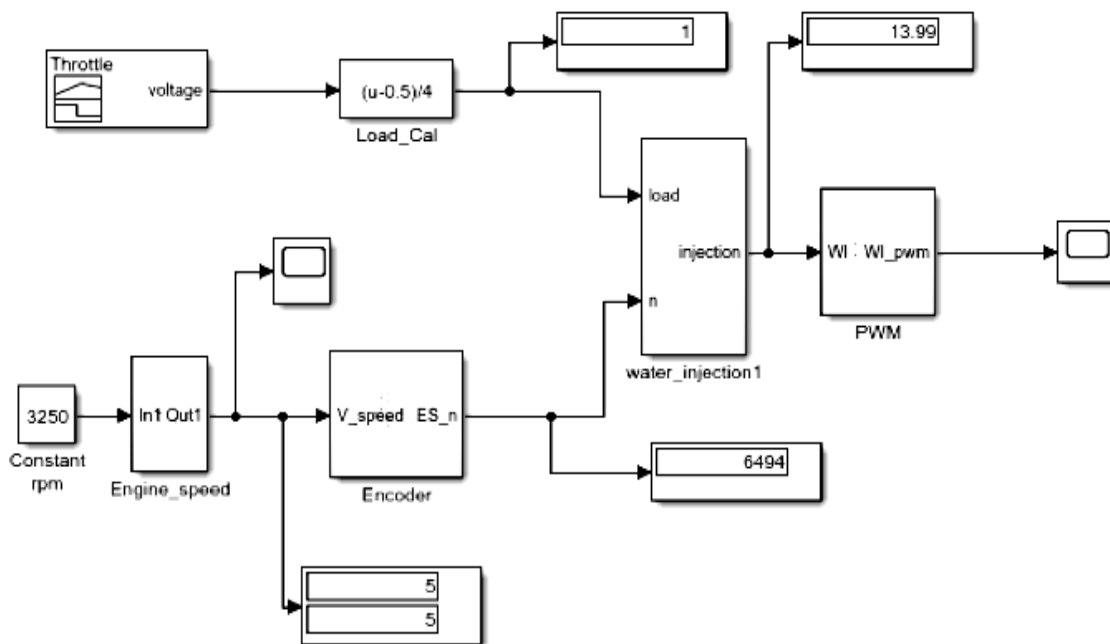 Throttle
voltage
(u-0.5)/4
Load_Cal
1
13.99
load
injection
n
water_injection1
WI
WI_pwm
PWM
3250
Constant
rpm
In1 Out1
Engine_speed
V_speed
ES_n
Encoder
6494
5
5